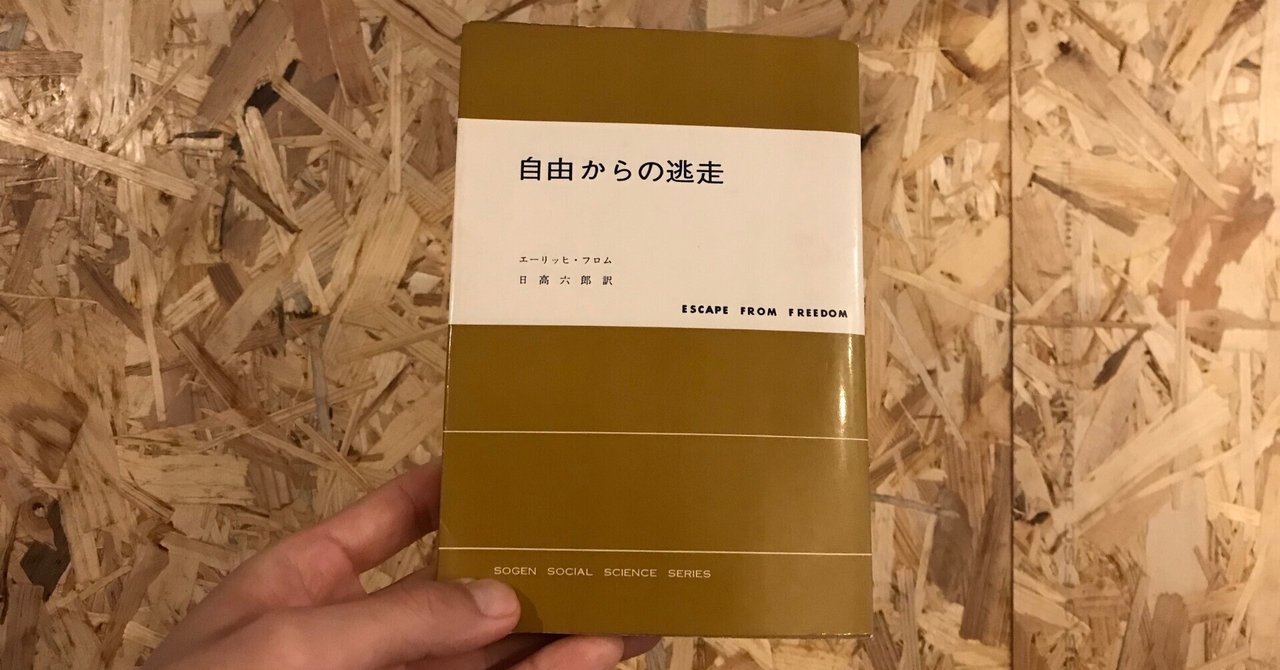 自由からの逃走
エーリッヒ・フロム
日高六郎訳
ESCAPE FROM FREEDOM
SOGEN SOCIAL SCIENCE SERIES